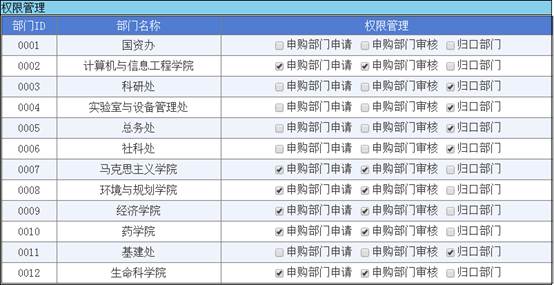 权限管理
部门ID 部门名称 权限管理
0001 国资办 申购部门申请 申购部门审核 归口部门
0002 计算机与信息工程学院 申购部门申请 申购部门审核 归口部门
0003 科研处 申购部门申请 申购部门审核 归口部门
0004 实验室与设备管理处 申购部门申请 申购部门审核 归口部门
0005 总务处 申购部门申请 申购部门审核 归口部门
0006 社科处 申购部门申请 申购部门审核 归口部门
0007 马克思主义学院 申购部门申请 申购部门审核 归口部门
0008 环境与规划学院 申购部门申请 申购部门审核 归口部门
0009 经济学院 申购部门申请 申购部门审核 归口部门
0010 药学院 申购部门申请 申购部门审核 归口部门
0011 基建处 申购部门申请 申购部门审核 归口部门
0012 生命科学院 申购部门申请 申购部门审核 归口部门